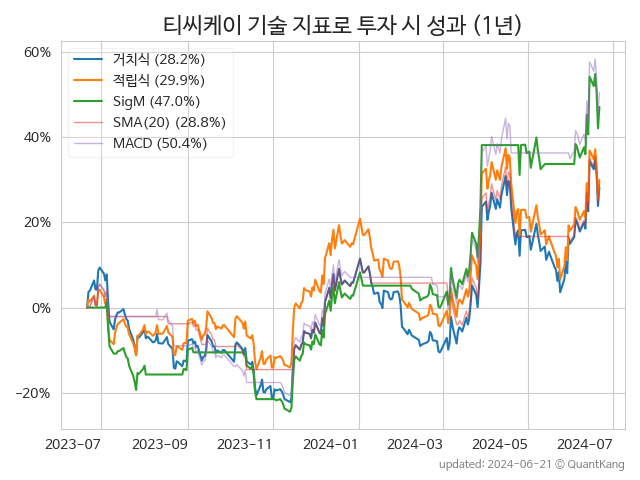 티씨케이 기술 지표로 투자 시 성과 (1년)
거치식 (28.2%)
적립식 (29.9%)
SigM (47.0%)
SMA(20) (28.8%)
MACD (50.4%)
60%
40%
20%
0%
−20%
2023-07 2023-09 2023-11 2024-01 2024-03 2024-05 2024-07
updated: 2024-06-21 © QuantKang